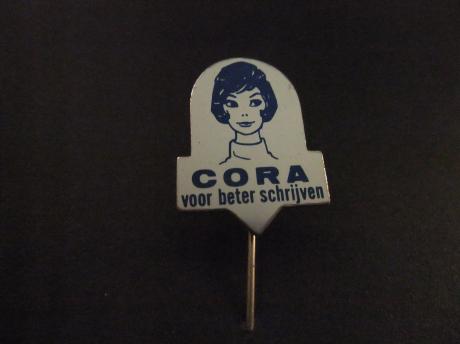 CORA
voor beter schrijven